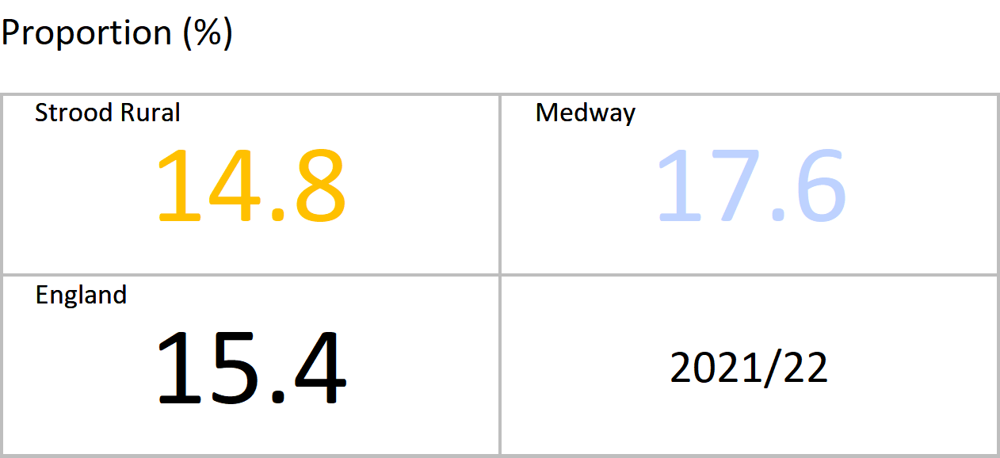 Proportion (%)
Strood Rural
14.8
Medway
17.6
England
15.4
2021/22